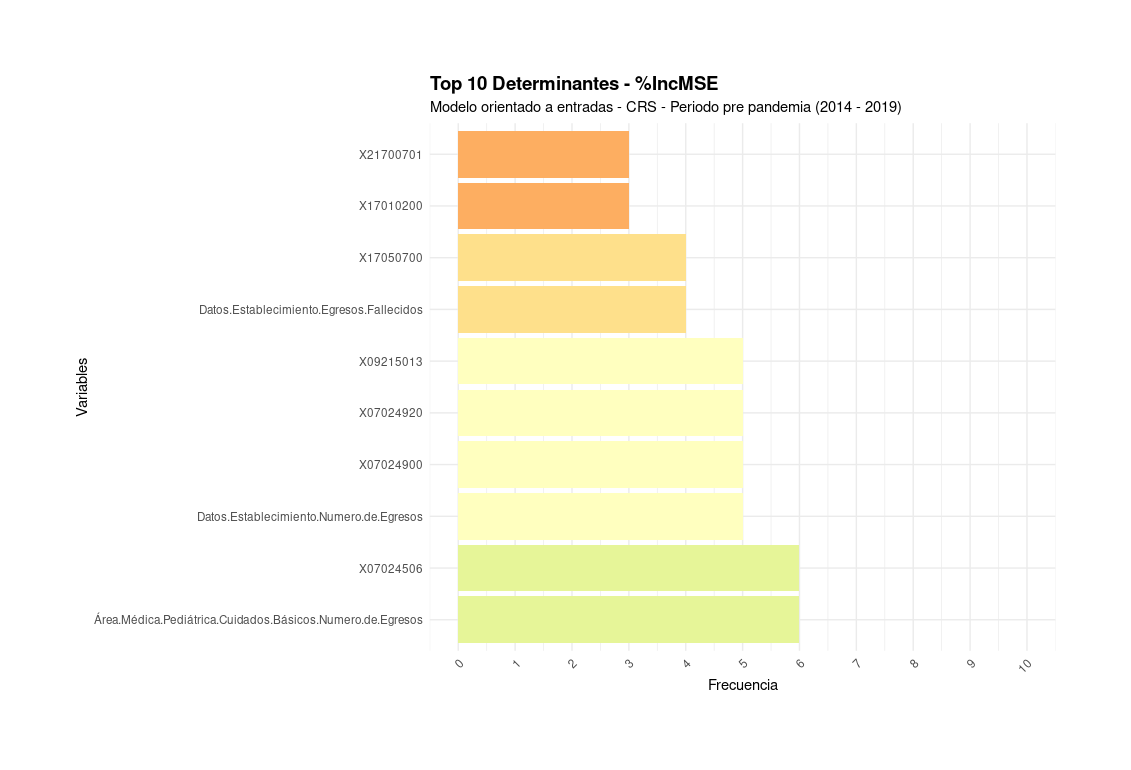 Top 10 Determinantes - %IncMSE
Modelo orientado a entradas - CRS - Periodo pre pandemia (2014 - 2019)
X21700701
X17010200
X17050700
Datos.Establecimiento.Egresos.Fallecidos
X09215013
X07024920
X07024900
Datos.Establecimiento.Numero.de.Egresos
X07024506
Área.Médica.Pediátrica.Cuidados.Básicos.Numero.de.Egresos
Variables
0 1 2 3 4 5 6 7 8 9 10
Frecuencia